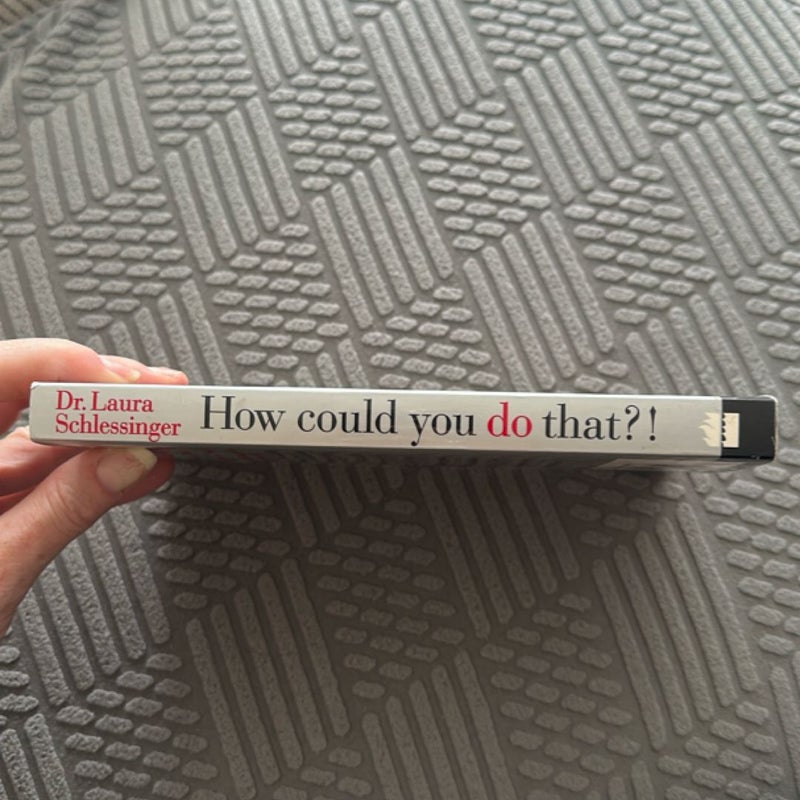 Dr. Laura
Schlessinger
How could you do that?!